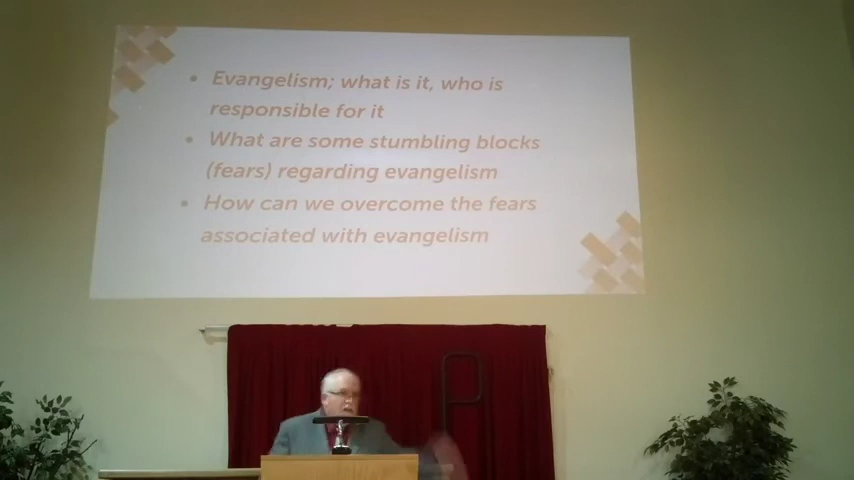 • Evangelism; what is it, who is
responsible for it
• What are some stumbling blocks
(fears) regarding evangelism
• How can we overcome the fears
associated with evangelism